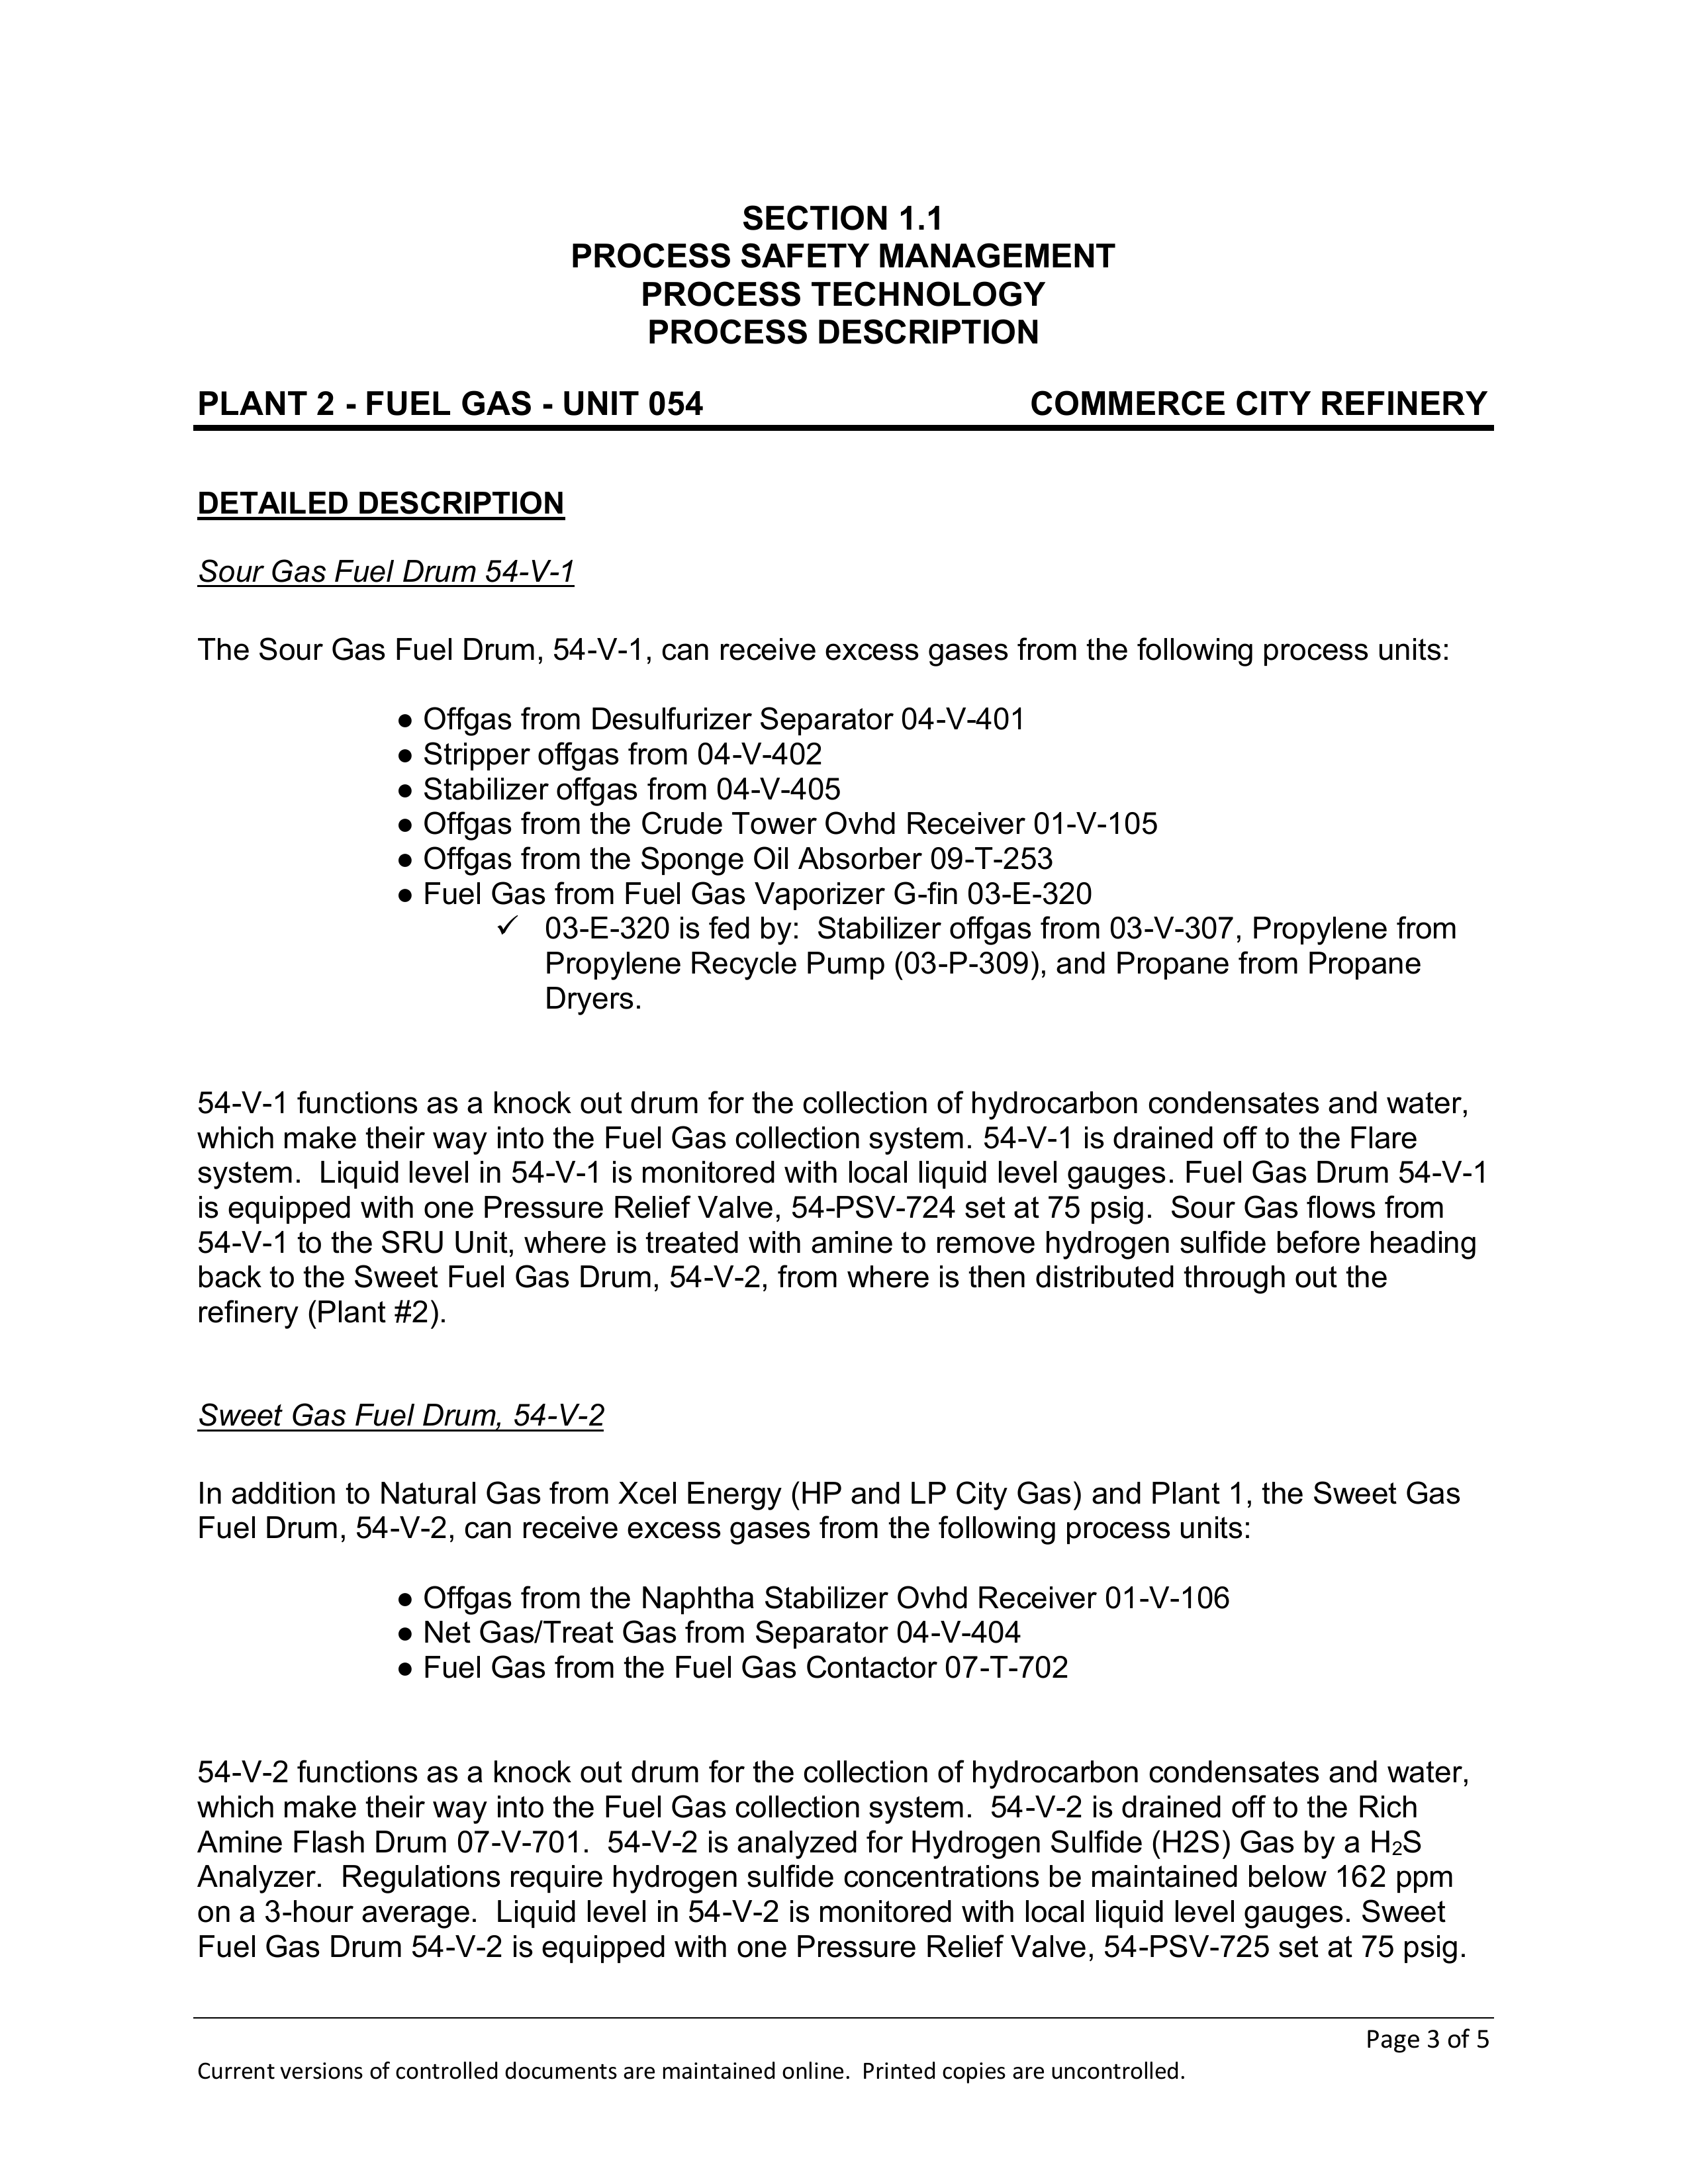 SECTION 1.1
PROCESS SAFETY MANAGEMENT
PROCESS TECHNOLOGY
PROCESS DESCRIPTION
PLANT 2 - FUEL GAS - UNIT 054 COMMERCE CITY REFINERY
DETAILED DESCRIPTION
Sour Gas Fuel Drum 54-V-1
The Sour Gas Fuel Drum, 54-V-1, can receive excess gases from the following process units:
● Offgas from Desulfurizer Separator 04-V-401
● Stripper offgas from 04-V-402
● Stabilizer offgas from 04-V-405
● Offgas from the Crude Tower Ovhd Receiver 01-V-105
● Offgas from the Sponge Oil Absorber 09-T-253
● Fuel Gas from Fuel Gas Vaporizer G-fin 03-E-320
✓ 03-E-320 is fed by:  Stabilizer offgas from 03-V-307, Propylene from
Propylene Recycle Pump (03-P-309), and Propane from Propane
Dryers.
54-V-1 functions as a knock out drum for the collection of hydrocarbon condensates and water,
which make their way into the Fuel Gas collection system. 54-V-1 is drained off to the Flare
system.  Liquid level in 54-V-1 is monitored with local liquid level gauges. Fuel Gas Drum 54-V-1
is equipped with one Pressure Relief Valve, 54-PSV-724 set at 75 psig.  Sour Gas flows from
54-V-1 to the SRU Unit, where is treated with amine to remove hydrogen sulfide before heading
back to the Sweet Fuel Gas Drum, 54-V-2, from where is then distributed through out the
refinery (Plant #2).
Sweet Gas Fuel Drum, 54-V-2
In addition to Natural Gas from Xcel Energy (HP and LP City Gas) and Plant 1, the Sweet Gas
Fuel Drum, 54-V-2, can receive excess gases from the following process units:
● Offgas from the Naphtha Stabilizer Ovhd Receiver 01-V-106
● Net Gas/Treat Gas from Separator 04-V-404
● Fuel Gas from the Fuel Gas Contactor 07-T-702
54-V-2 functions as a knock out drum for the collection of hydrocarbon condensates and water,
which make their way into the Fuel Gas collection system.  54-V-2 is drained off to the Rich
Amine Flash Drum 07-V-701.  54-V-2 is analyzed for Hydrogen Sulfide (H2S) Gas by a H₂S
Analyzer.  Regulations require hydrogen sulfide concentrations be maintained below 162 ppm
on a 3-hour average.  Liquid level in 54-V-2 is monitored with local liquid level gauges. Sweet
Fuel Gas Drum 54-V-2 is equipped with one Pressure Relief Valve, 54-PSV-725 set at 75 psig.
Page 3 of 5
Current versions of controlled documents are maintained online.  Printed copies are uncontrolled.